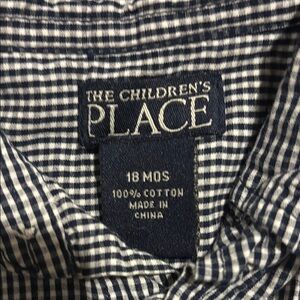 THE CHILDREN'S
PLACE
18 MOS
100% COTTON
MADE IN
CHINA